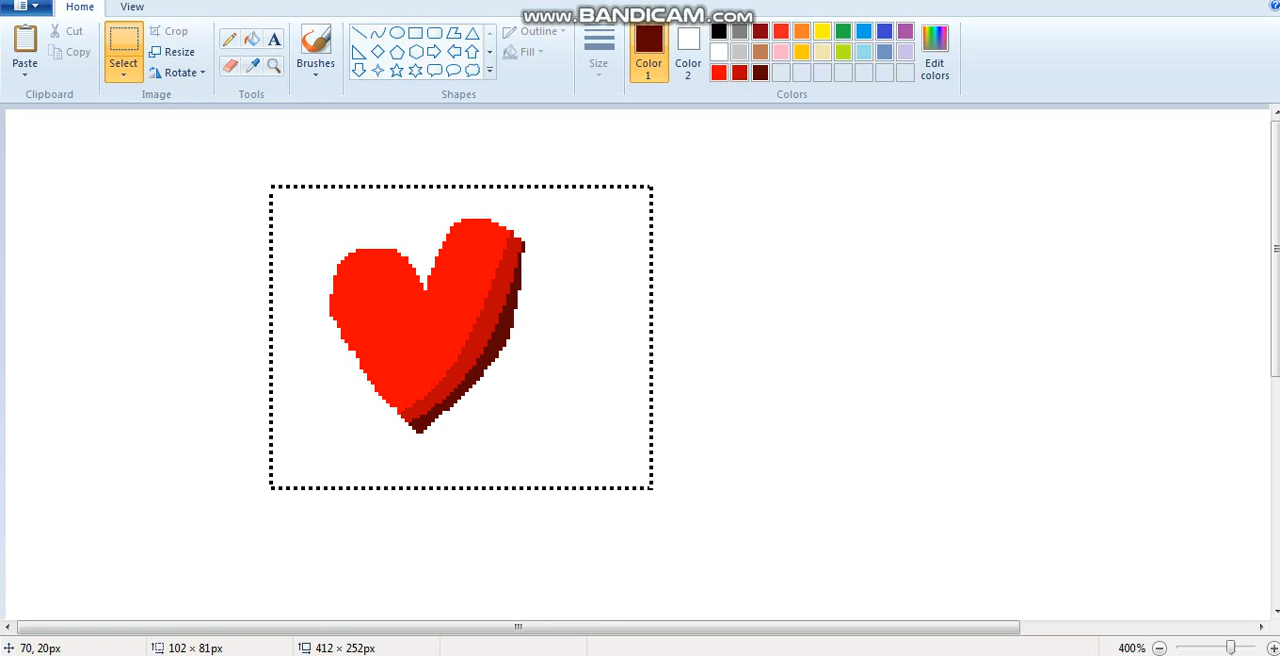 Home View
www.BANDICAM.com
Paste
Cut
Copy
Clipboard
Select
Crop
Resize
Rotate
Image
A
Tools
Brushes
Outline
Fill
Shapes
Size
Color
1
Color
2
Edit
colors
Colors
70, 20px
102 × 81px
412 × 252px
400%